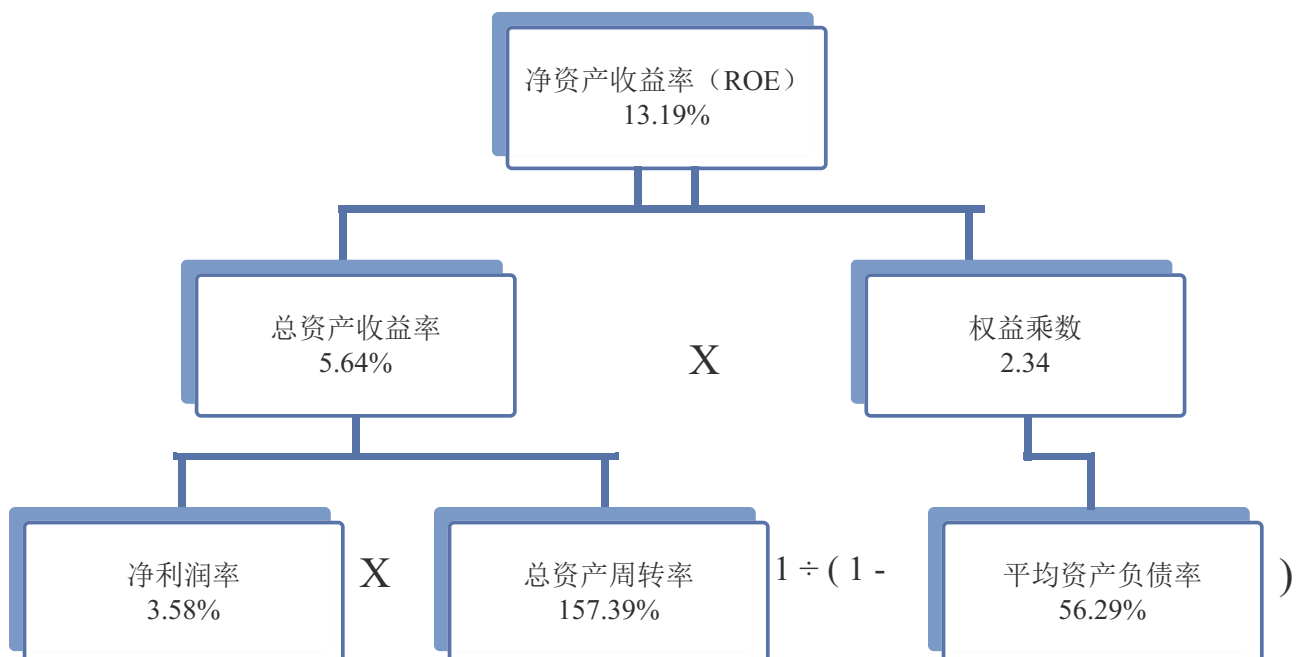 净资产收益率（ROE）
13.19%
总资产收益率
5.64%
X
权益乘数
2.34
净利润率
3.58%
X
总资产周转率
157.39%
1 ÷ ( 1 -
平均资产负债率
56.29%
)